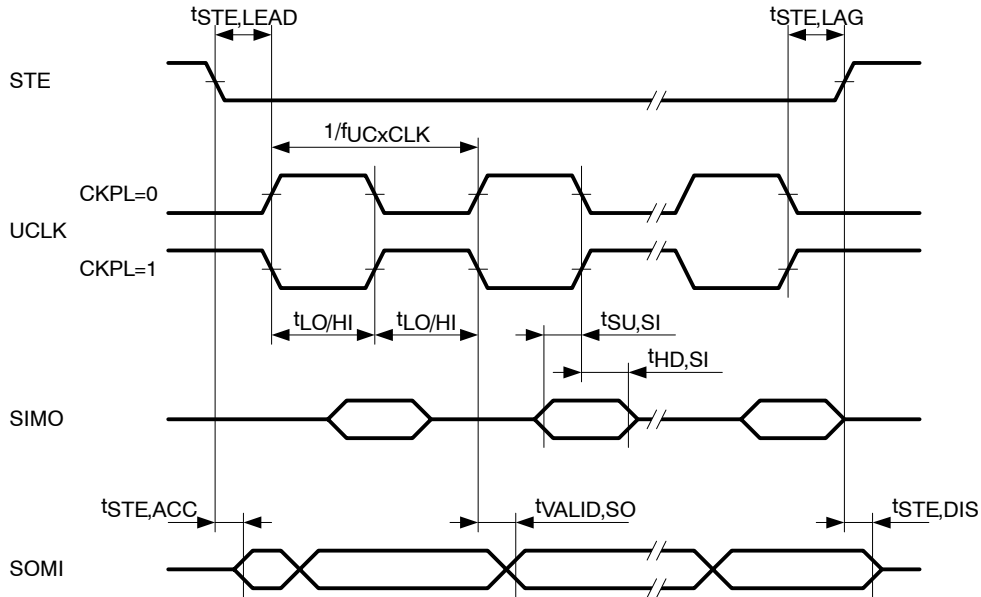 tSTE,LEAD
tSTE,LAG
STE
1/fUCxCLK
CKPL=0
UCLK
CKPL=1
tLO/HI
tLO/HI
tSU,SI
tHD,SI
SIMO
tSTE,ACC
tVALID,SO
tSTE,DIS
SOMI